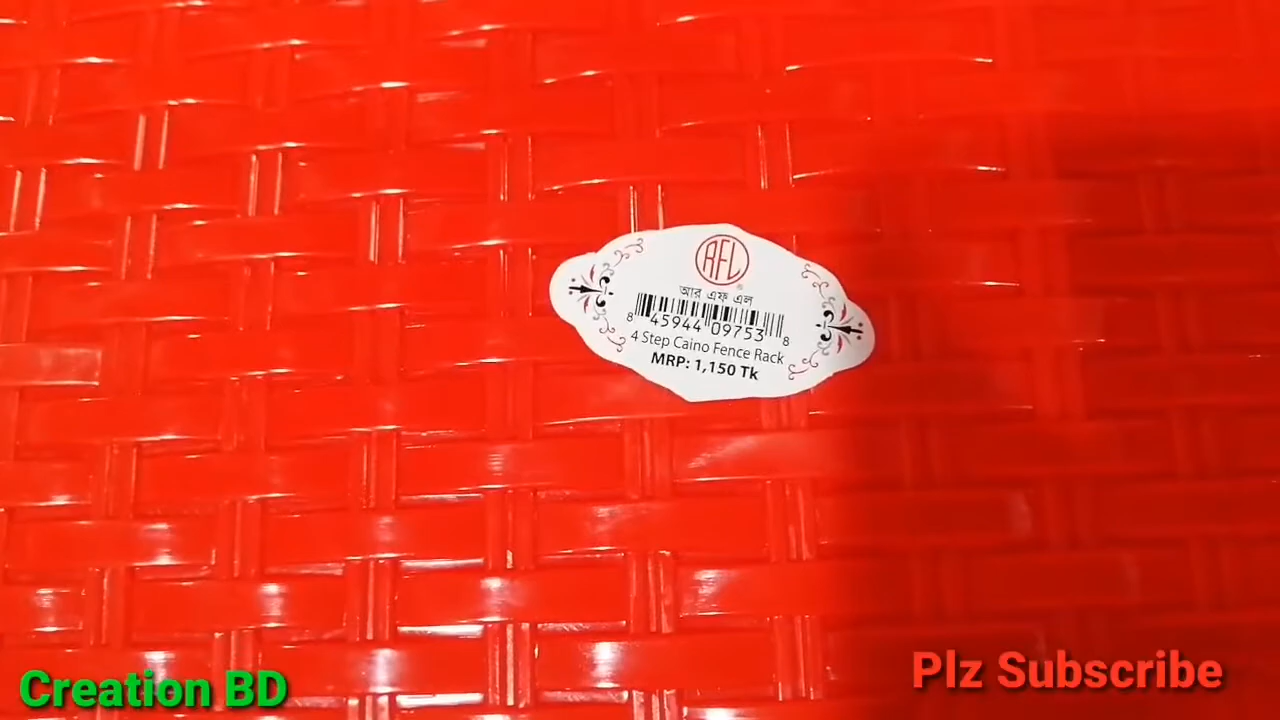 RFL
®
আর এফ এল
8 45944 09753 8
4 Step Caino Fence Rack
MRP: 1,150 Tk
Creation BD
Plz Subscribe